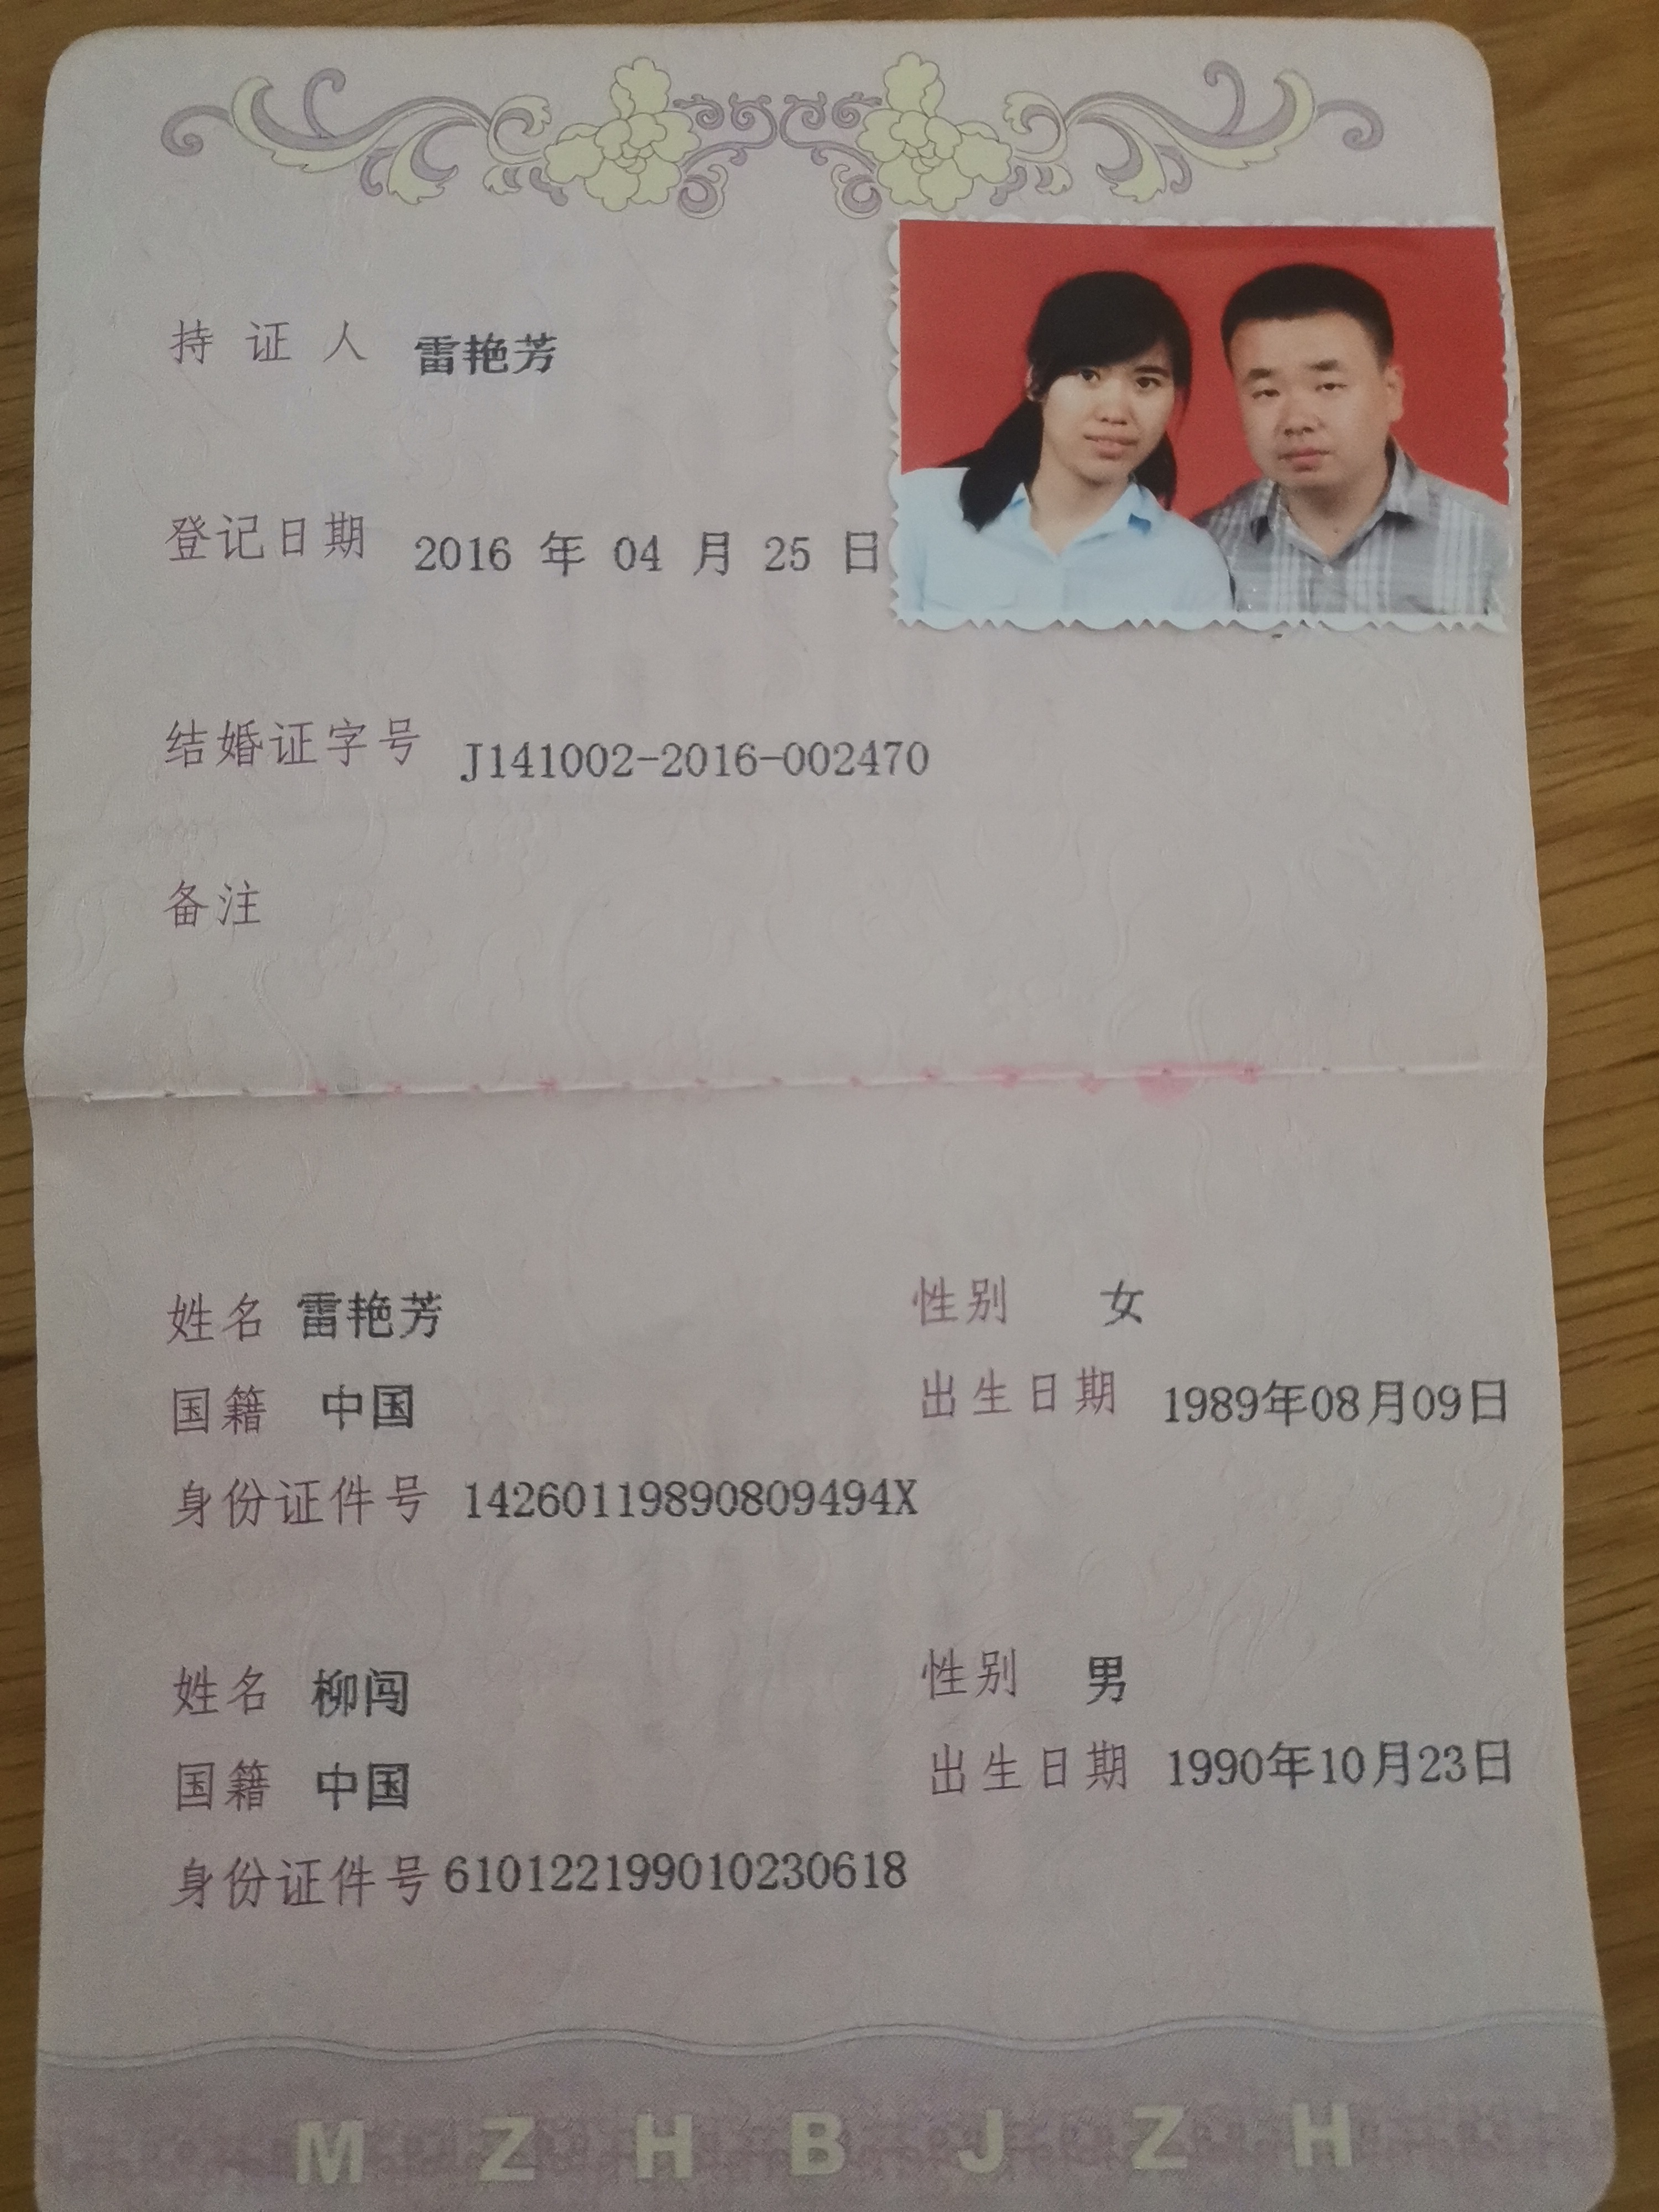 持证人 雷艳芳
登记日期 2016 年 04 月 25 日
结婚证字号 J141002-2016-002470
备注
姓名 雷艳芳 性别 女
国籍 中国 出生日期 1989年08月09日
身份证件号 14260119890809494X
姓名 柳闯 性别 男
国籍 中国 出生日期 1990年10月23日
身份证件号 610122199010230618
M Z H B J Z H